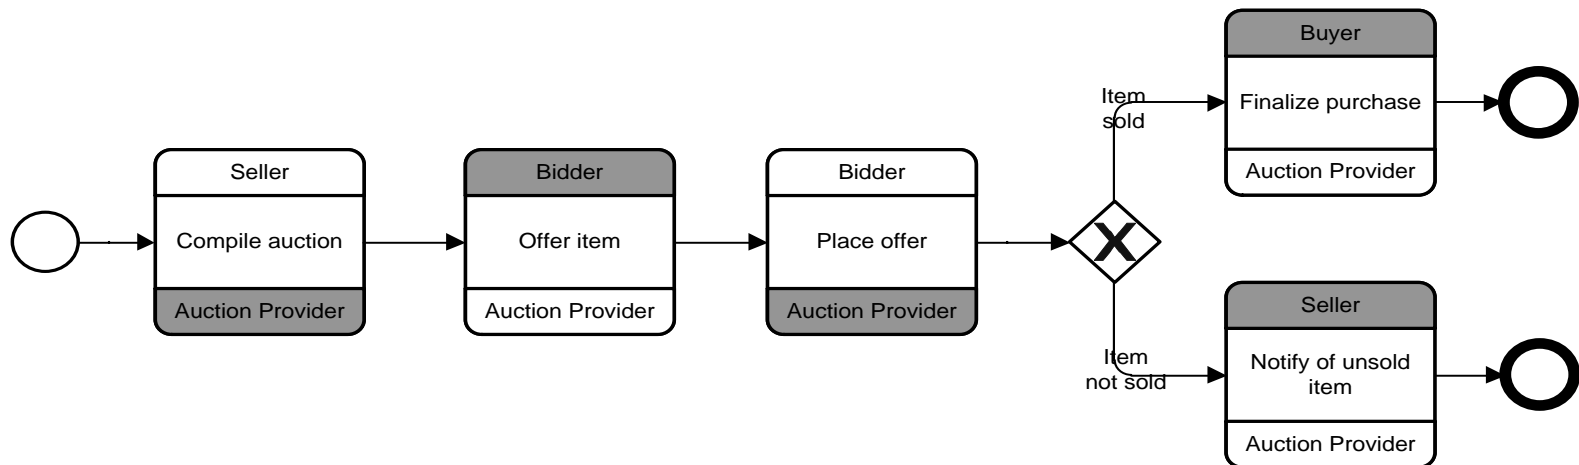 Seller
Compile auction
Auction Provider
Bidder
Offer item
Auction Provider
Bidder
Place offer
Auction Provider
Item
sold
Buyer
Finalize purchase
Auction Provider
Item
not sold
Seller
Notify of unsold
item
Auction Provider